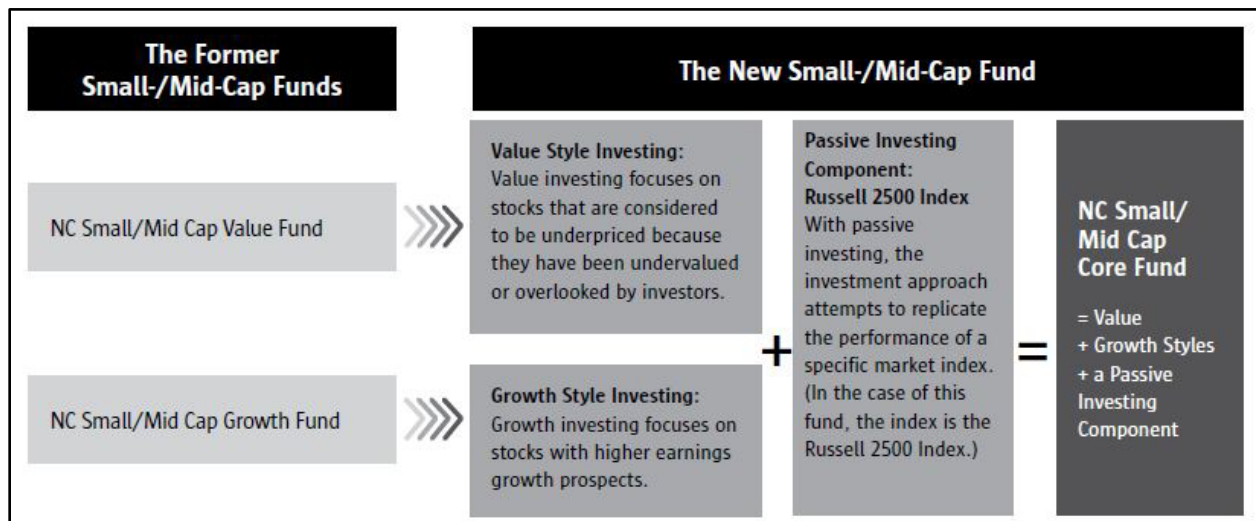 The Former
Small-/Mid-Cap Funds
The New Small-/Mid-Cap Fund
NC Small/Mid Cap Value Fund
Value Style Investing:
Value investing focuses on
stocks that are considered
to be underpriced because
they have been undervalued
or overlooked by investors.
NC Small/Mid Cap Growth Fund
Growth Style Investing:
Growth investing focuses on
stocks with higher earnings
growth prospects.
+
Passive Investing
Component:
Russell 2500 Index
With passive
investing, the
investment approach
attempts to replicate
the performance of a
specific market index.
(In the case of this
fund, the index is the
Russell 2500 Index.)
=
NC Small/
Mid Cap
Core Fund
= Value
+ Growth Styles
+ a Passive
Investing
Component